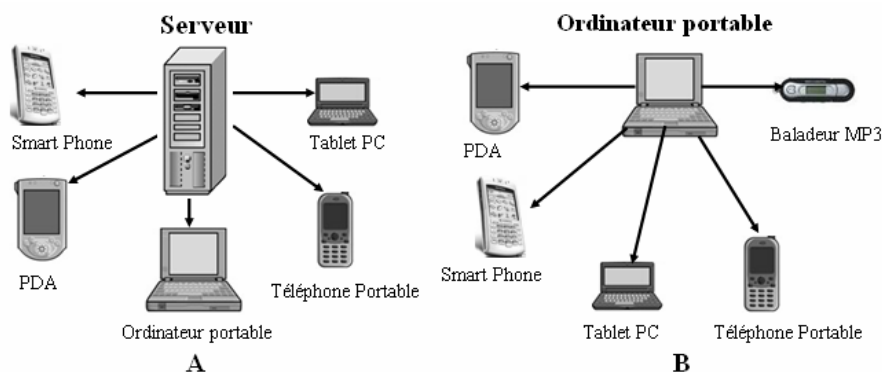 Serveur
Smart Phone
Tablet PC
PDA
Téléphone Portable
Ordinateur portable
A
Ordinateur portable
PDA
Baladeur MP3
Smart Phone
Tablet PC
Téléphone Portable
B